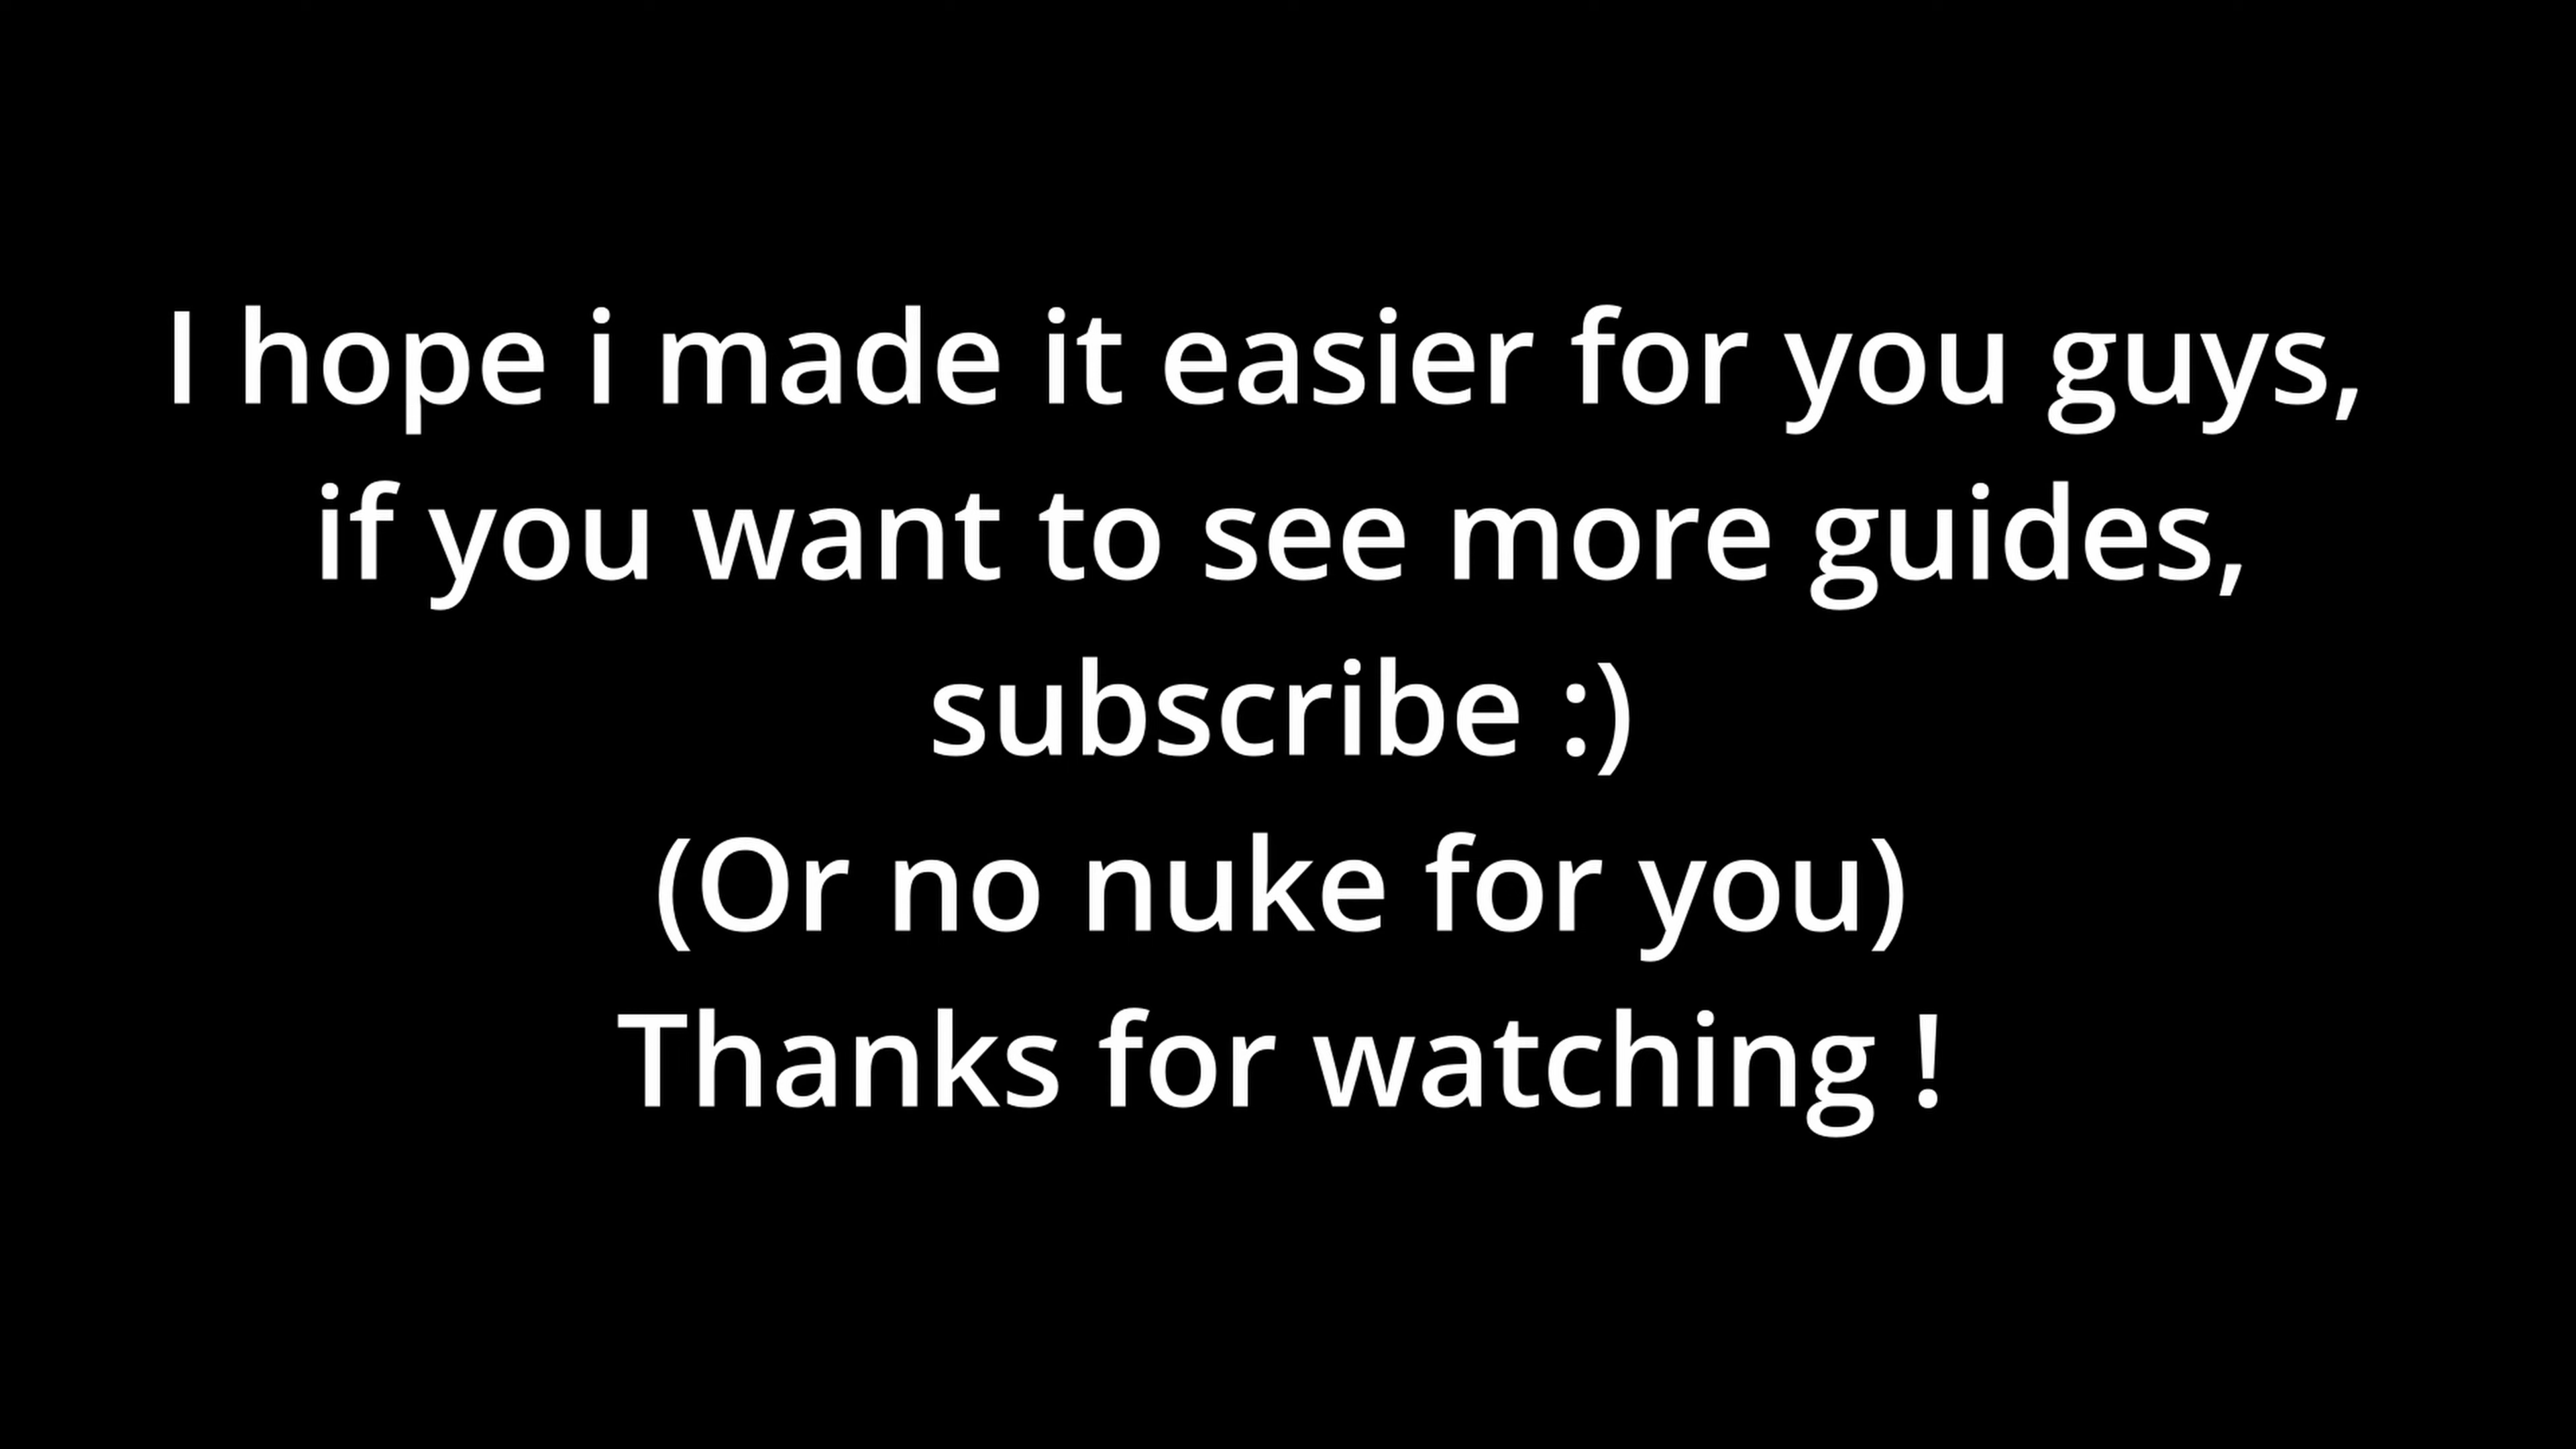 I hope i made it easier for you guys,
if you want to see more guides,
subscribe :)
(Or no nuke for you)
Thanks for watching !